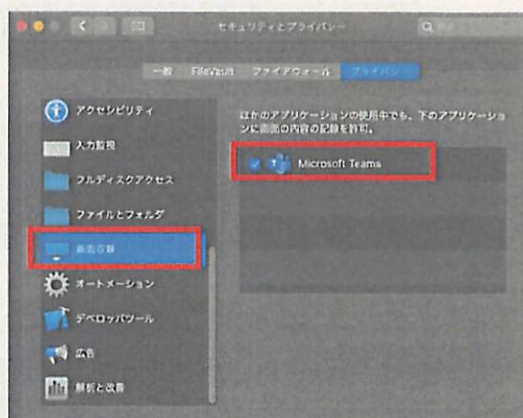 セキュリティとプライバシー
一般 FileVault ファイアウォール プライバシー
アクセシビリティ
入力監視
フルディスクアクセス
ファイルとフォルダ
画面収録
オートメーション
デベロッパツール
広告
解析と改善
ほかのアプリケーションの使用中でも、下のアプリケーショ
ンに画面の内容の記録を許可。
Microsoft Teams